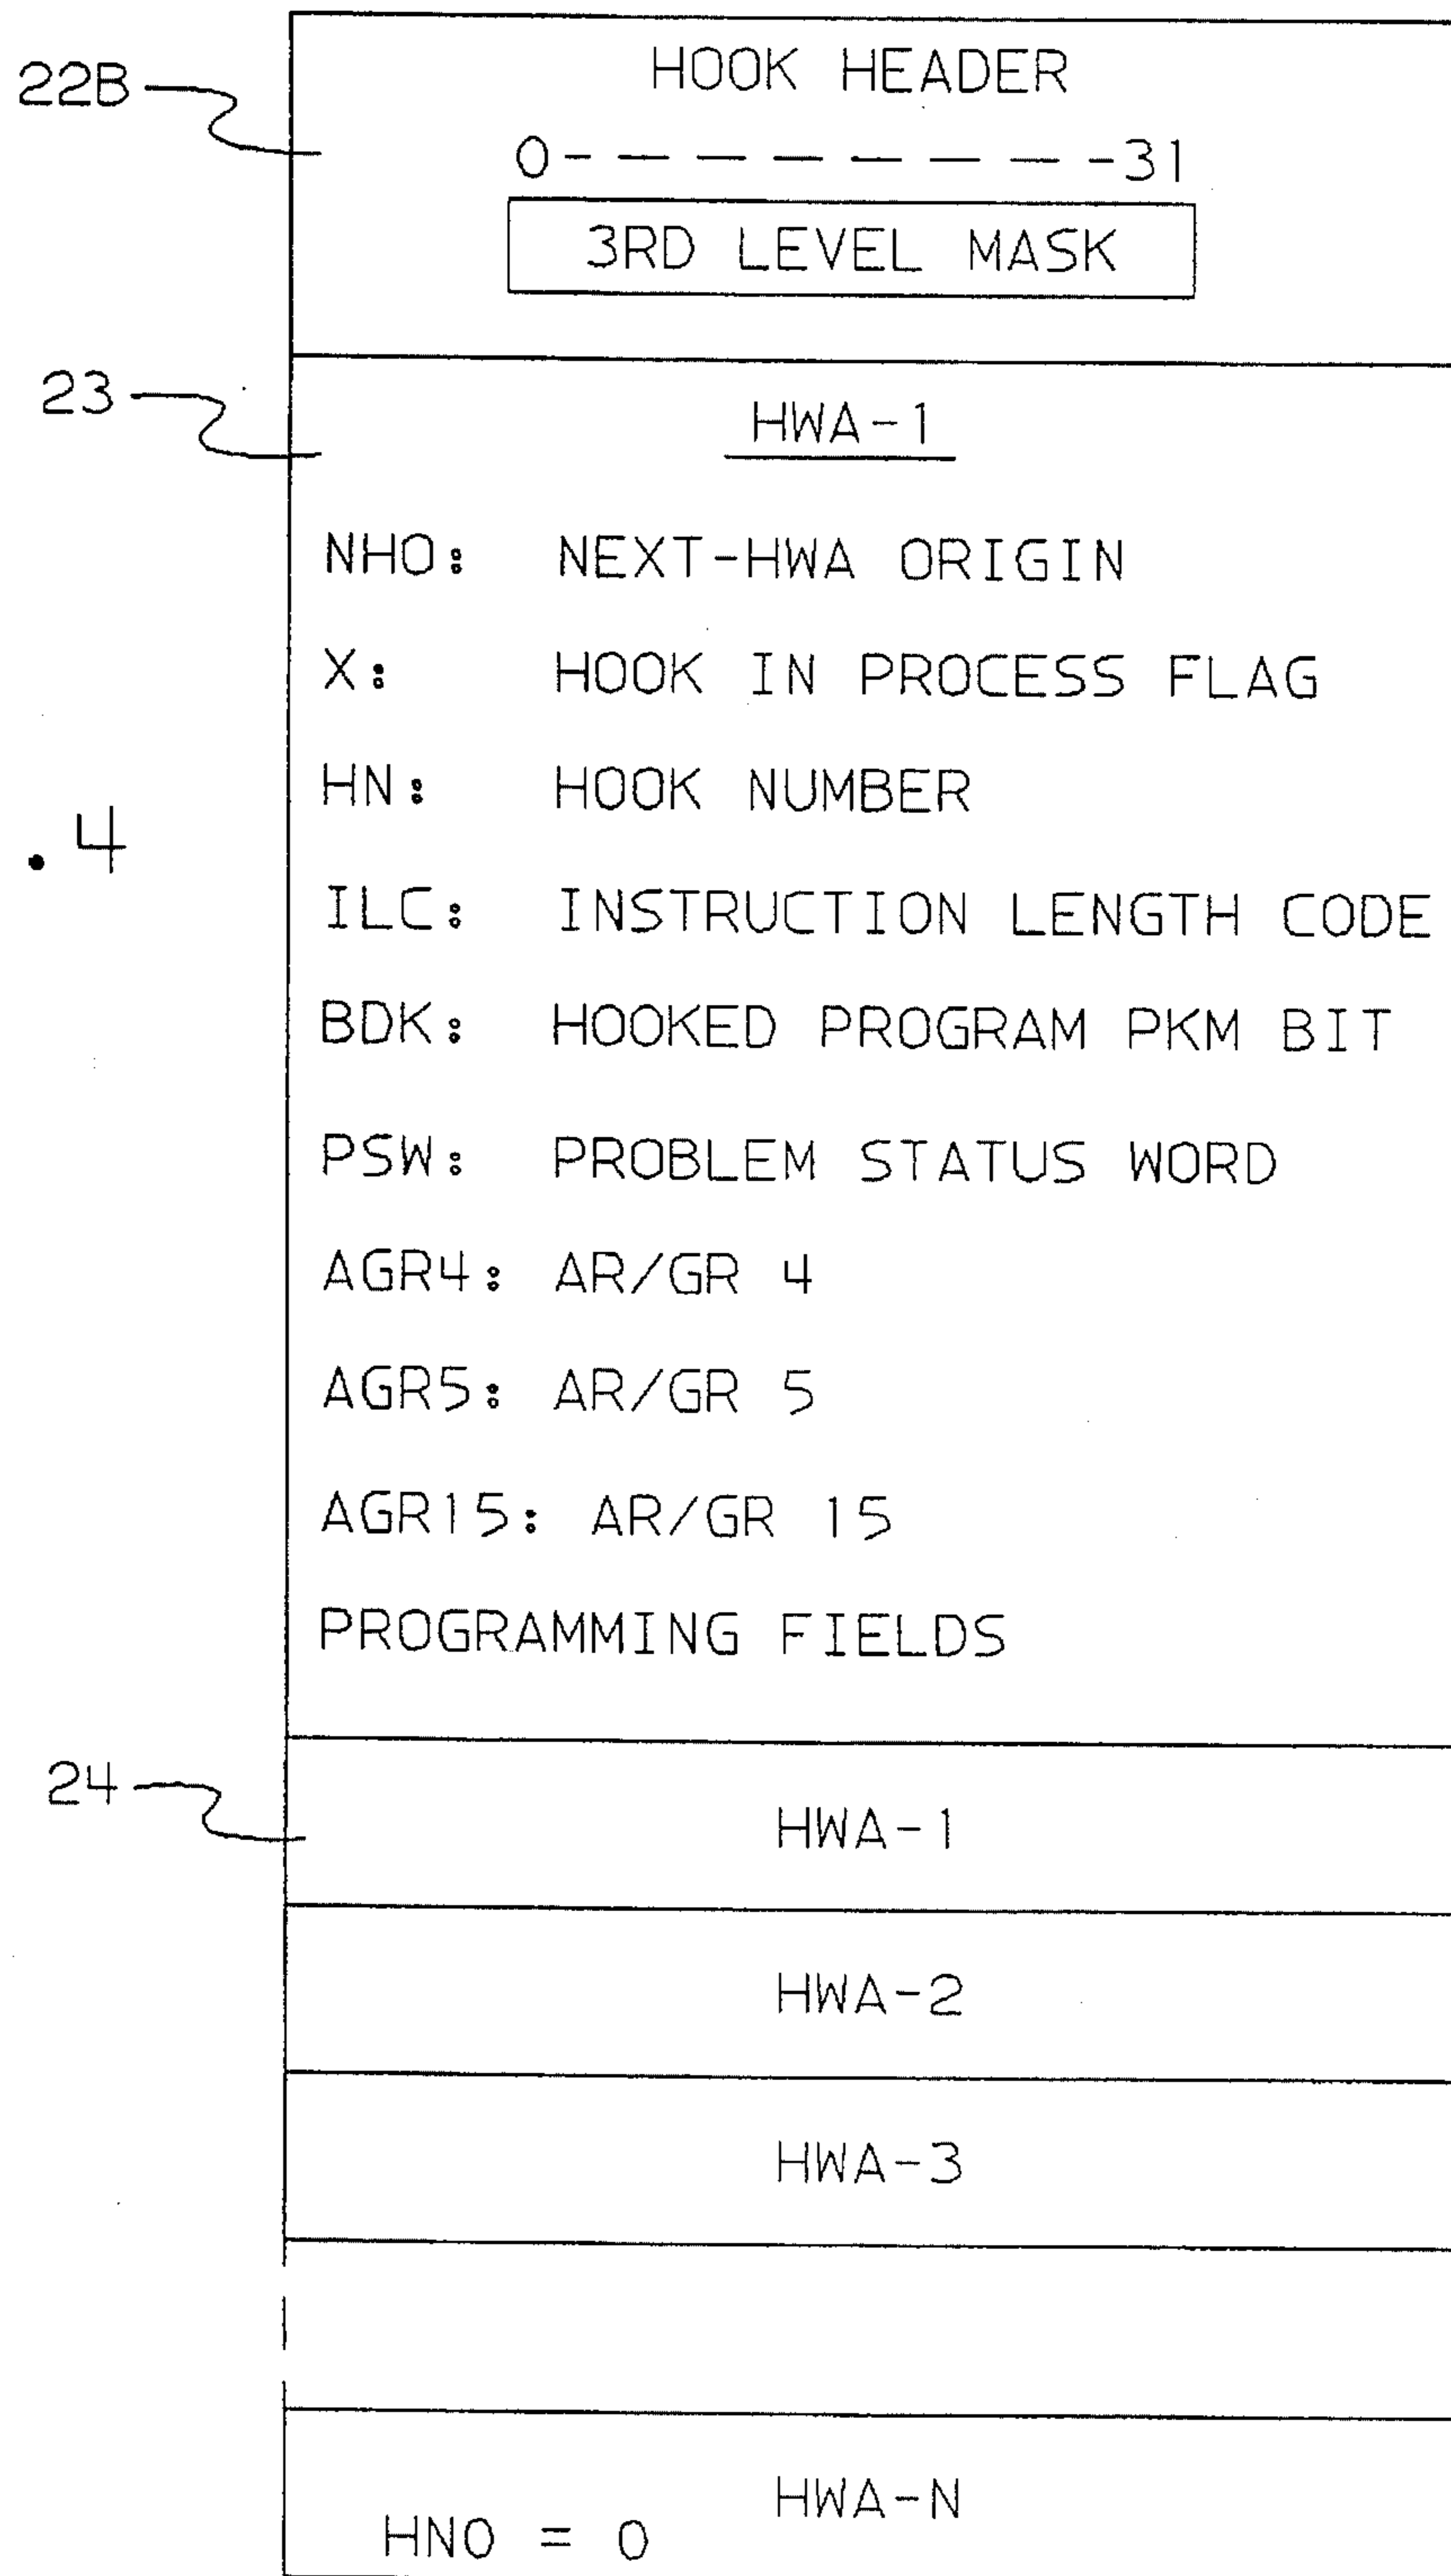 HOOK HEADER
22B
0- - - - - - - -31
3RD LEVEL MASK
23
HWA-1
NHO: NEXT-HWA ORIGIN
X: HOOK IN PROCESS FLAG
HN: HOOK NUMBER
. 4
ILC: INSTRUCTION LENGTH CODE
BDK: HOOKED PROGRAM PKM BIT
PSW: PROBLEM STATUS WORD
AGR4: AR/GR 4
AGR5: AR/GR 5
AGR15: AR/GR 15
PROGRAMMING FIELDS
24
HWA-1
HWA-2
HWA-3
HWA-N
HNO = 0